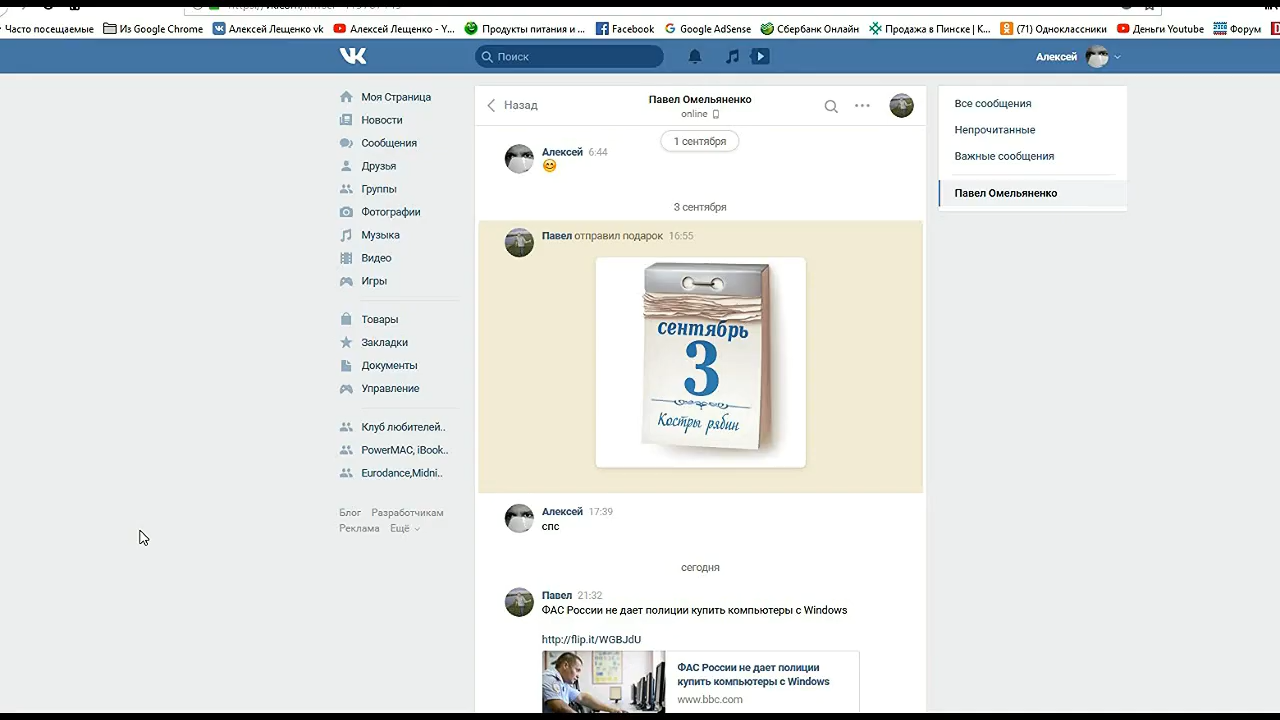 Часто посещаемые
Из Google Chrome
Алексей Лещенко vk
Алексей Лещенко - Y...
Продукты питания и ...
Facebook
Google AdSense
Сбербанк Онлайн
Продажа в Пинске | К...
(71) Одноклассники
Деньги Youtube
Форум
Поиск
Алексей
Моя Страница
Новости
Сообщения
Друзья
Группы
Фотографии
Музыка
Видео
Игры
Товары
Закладки
Документы
Управление
Клуб любителей..
PowerMAC, iBook..
Eurodance,Midni..
Блог Разработчикам
Реклама Ещё
Назад
Павел Омельяненко
online
1 сентября
Алексей 6:44
3 сентября
Павел отправил подарок 16:55
сентябрь
3
Костры рябин
Алексей 17:39
спс
сегодня
Павел 21:32
ФАС России не дает полиции купить компьютеры с Windows
http://flip.it/WGBJdU
ФАС России не дает полиции
купить компьютеры с Windows
www.bbc.com
Все сообщения
Непрочитанные
Важные сообщения
Павел Омельяненко